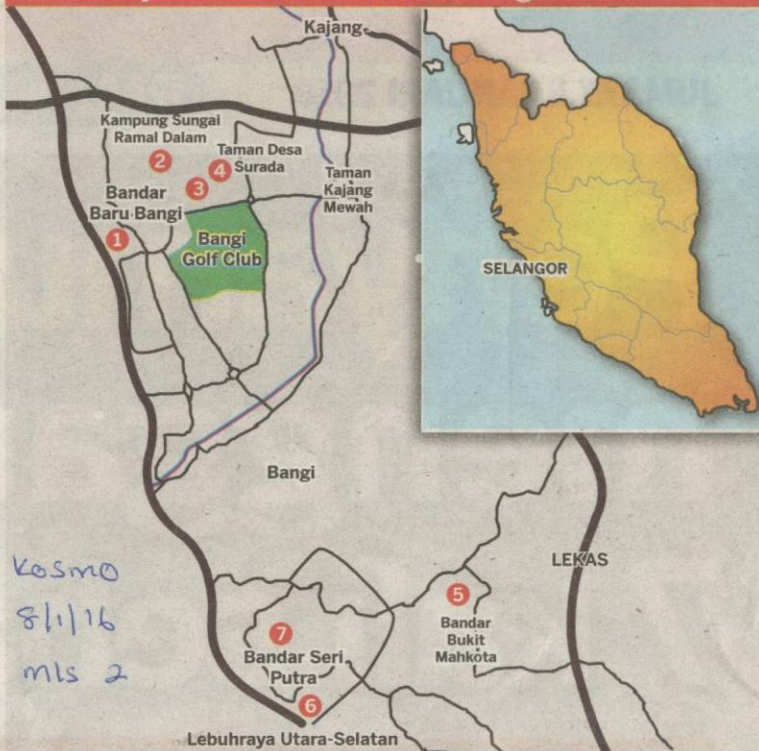 Kajang
Kampung Sungai
Ramal Dalam
2
4
Taman Desa
Surada
3
Taman
Kajang
Mewah
Bandar
Baru Bangi
1
Bangi
Golf Club
SELANGOR
Bangi
LEKAS
Kosmo
8/1/16
mls 2
5
Bandar
Bukit
Mahkota
7
Bandar Seri
Putra
6
Lebuhraya Utara-Selatan